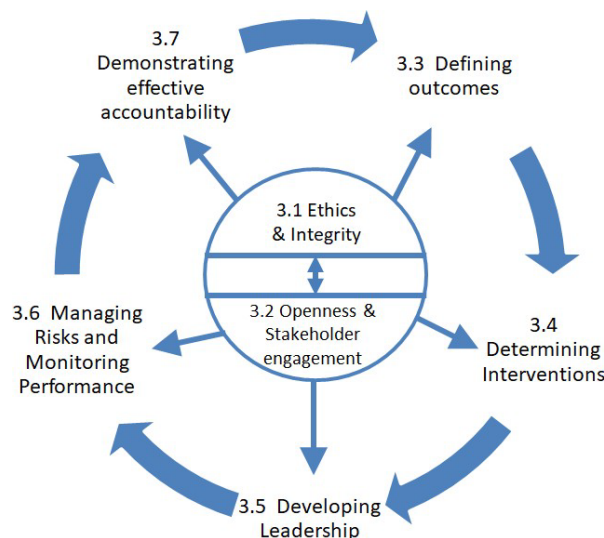 3.7
Demonstrating
effective
accountability
3.3 Defining
outcomes
3.1 Ethics
& Integrity
3.2 Openness &
Stakeholder
engagement
3.6 Managing
Risks and
Monitoring
Performance
3.4
Determining
Interventions
3.5 Developing
Leadership